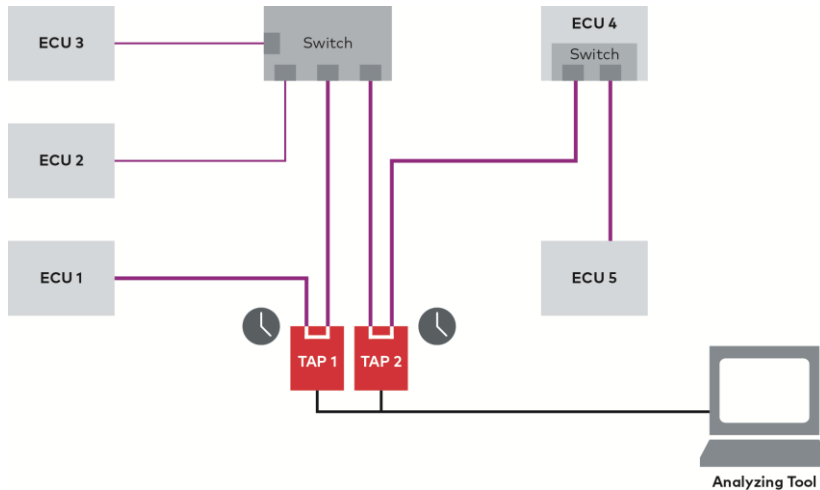 ECU 3
Switch
ECU 4
Switch
ECU 2
ECU 1
ECU 5
TAP 1
TAP 2
Analyzing Tool